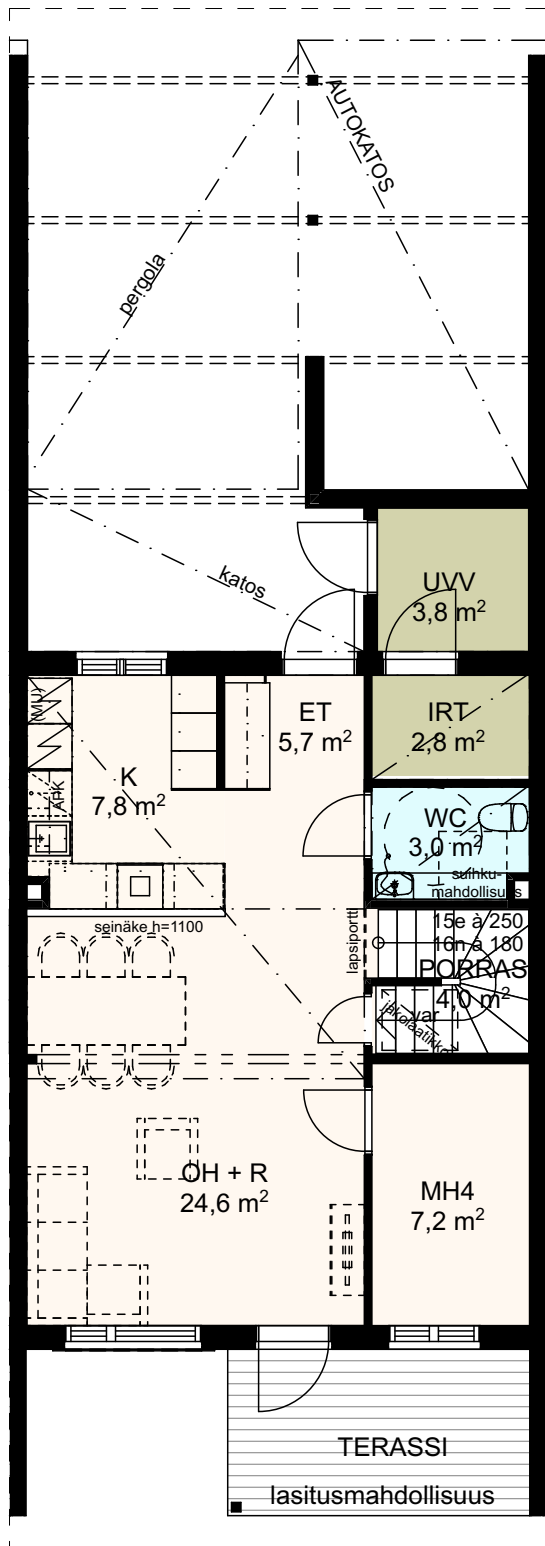 AUTOKATOS
pergola
katos
UVV
3,8 m²
(MU)
ET
5,7 m²
IRT
2,8 m²
K
7,8 m²
APK
WC
3,0 m²
suihku-
mahdollisuus
seinäke h=1100
lapsiportti
15e à 250
16n à 180
PORRAS
4,0 m²
var
jakolaatikko
OH + R
24,6 m²
MH4
7,2 m²
TERASSI
lasitusmahdollisuus